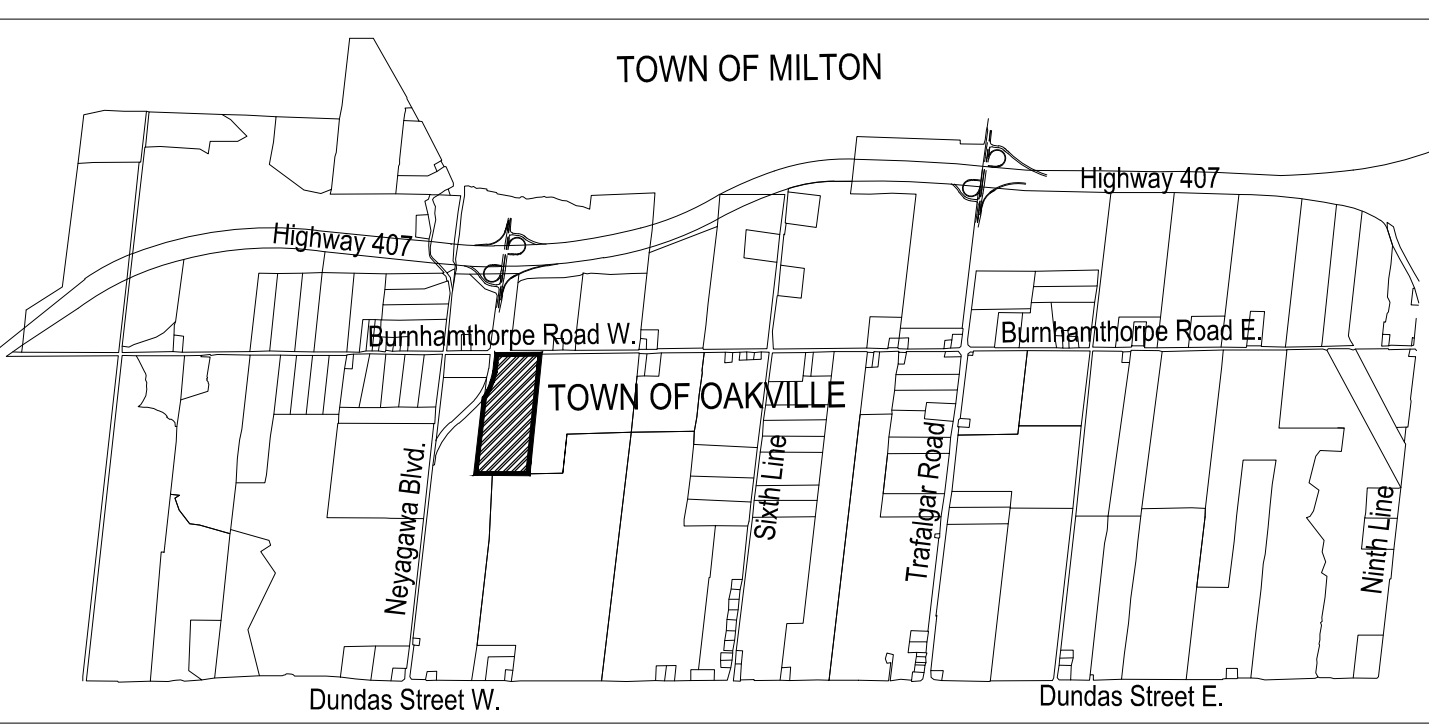 TOWN OF MILTON
Highway 407
Highway 407
Burnhamthorpe Road W.
Burnhamthorpe Road E.
TOWN OF OAKVILLE
Neyagawa Blvd.
Sixth Line
Trafalgar Road
Ninth Line
Dundas Street W.
Dundas Street E.